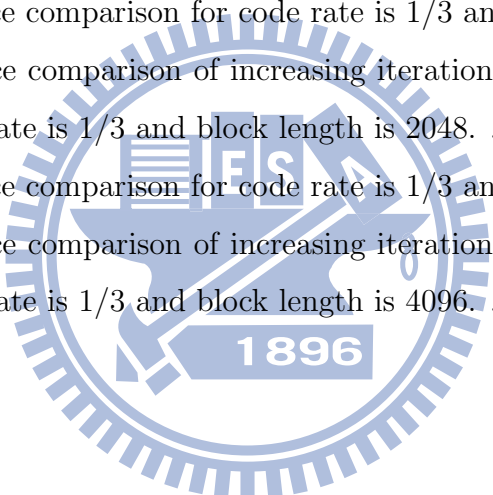 ce comparison for code rate is 1/3 an
ce comparison of increasing iteration
ate is 1/3 and block length is 2048. .
ce comparison for code rate is 1/3 an
ce comparison of increasing iteration
ate is 1/3 and block length is 4096. .
E S A
1896